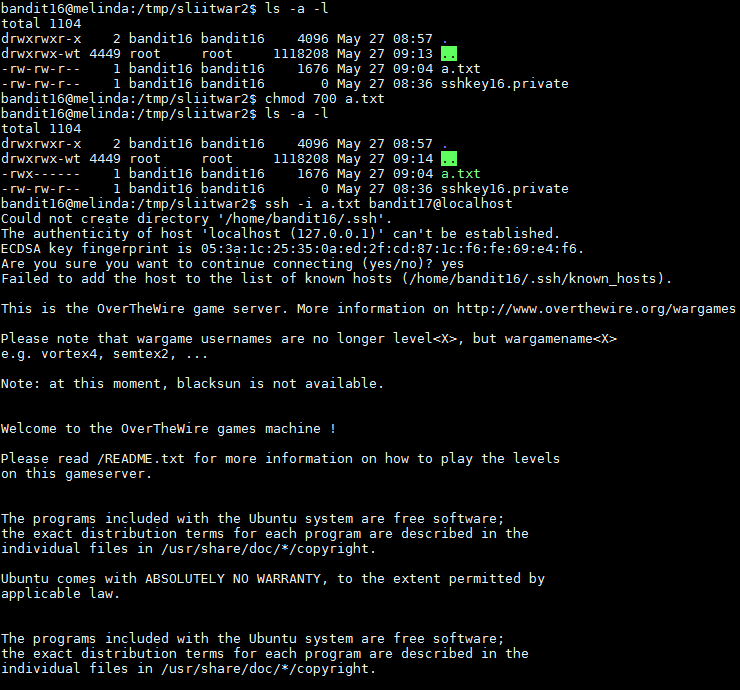 bandit16@melinda:/tmp/sliitwar2$ ls -a -l
total 1104
drwxrwxr-x    2 bandit16 bandit16    4096 May 27 08:57 .
drwxrwx-wt 4449 root     root     1118208 May 27 09:13 ..
-rw-rw-r--    1 bandit16 bandit16    1676 May 27 09:04 a.txt
-rw-rw-r--    1 bandit16 bandit16       0 May 27 08:36 sshkey16.private
bandit16@melinda:/tmp/sliitwar2$ chmod 700 a.txt
bandit16@melinda:/tmp/sliitwar2$ ls -a -l
total 1104
drwxrwxr-x    2 bandit16 bandit16    4096 May 27 08:57 .
drwxrwx-wt 4449 root     root     1118208 May 27 09:14 ..
-rwx------    1 bandit16 bandit16    1676 May 27 09:04 a.txt
-rw-rw-r--    1 bandit16 bandit16       0 May 27 08:36 sshkey16.private
bandit16@melinda:/tmp/sliitwar2$ ssh -i a.txt bandit17@localhost
Could not create directory '/home/bandit16/.ssh'.
The authenticity of host 'localhost (127.0.0.1)' can't be established.
ECDSA key fingerprint is 05:3a:1c:25:35:0a:ed:2f:cd:87:1c:f6:fe:69:e4:f6.
Are you sure you want to continue connecting (yes/no)? yes
Failed to add the host to the list of known hosts (/home/bandit16/.ssh/known_hosts).
This is the OverTheWire game server. More information on http://www.overthewire.org/wargames
Please note that wargame usernames are no longer level<X>, but wargamename<X>
e.g. vortex4, semtex2, ...
Note: at this moment, blacksun is not available.
Welcome to the OverTheWire games machine !
Please read /README.txt for more information on how to play the levels
on this gameserver.
The programs included with the Ubuntu system are free software;
the exact distribution terms for each program are described in the
individual files in /usr/share/doc/*/copyright.
Ubuntu comes with ABSOLUTELY NO WARRANTY, to the extent permitted by
applicable law.
The programs included with the Ubuntu system are free software;
the exact distribution terms for each program are described in the
individual files in /usr/share/doc/*/copyright.